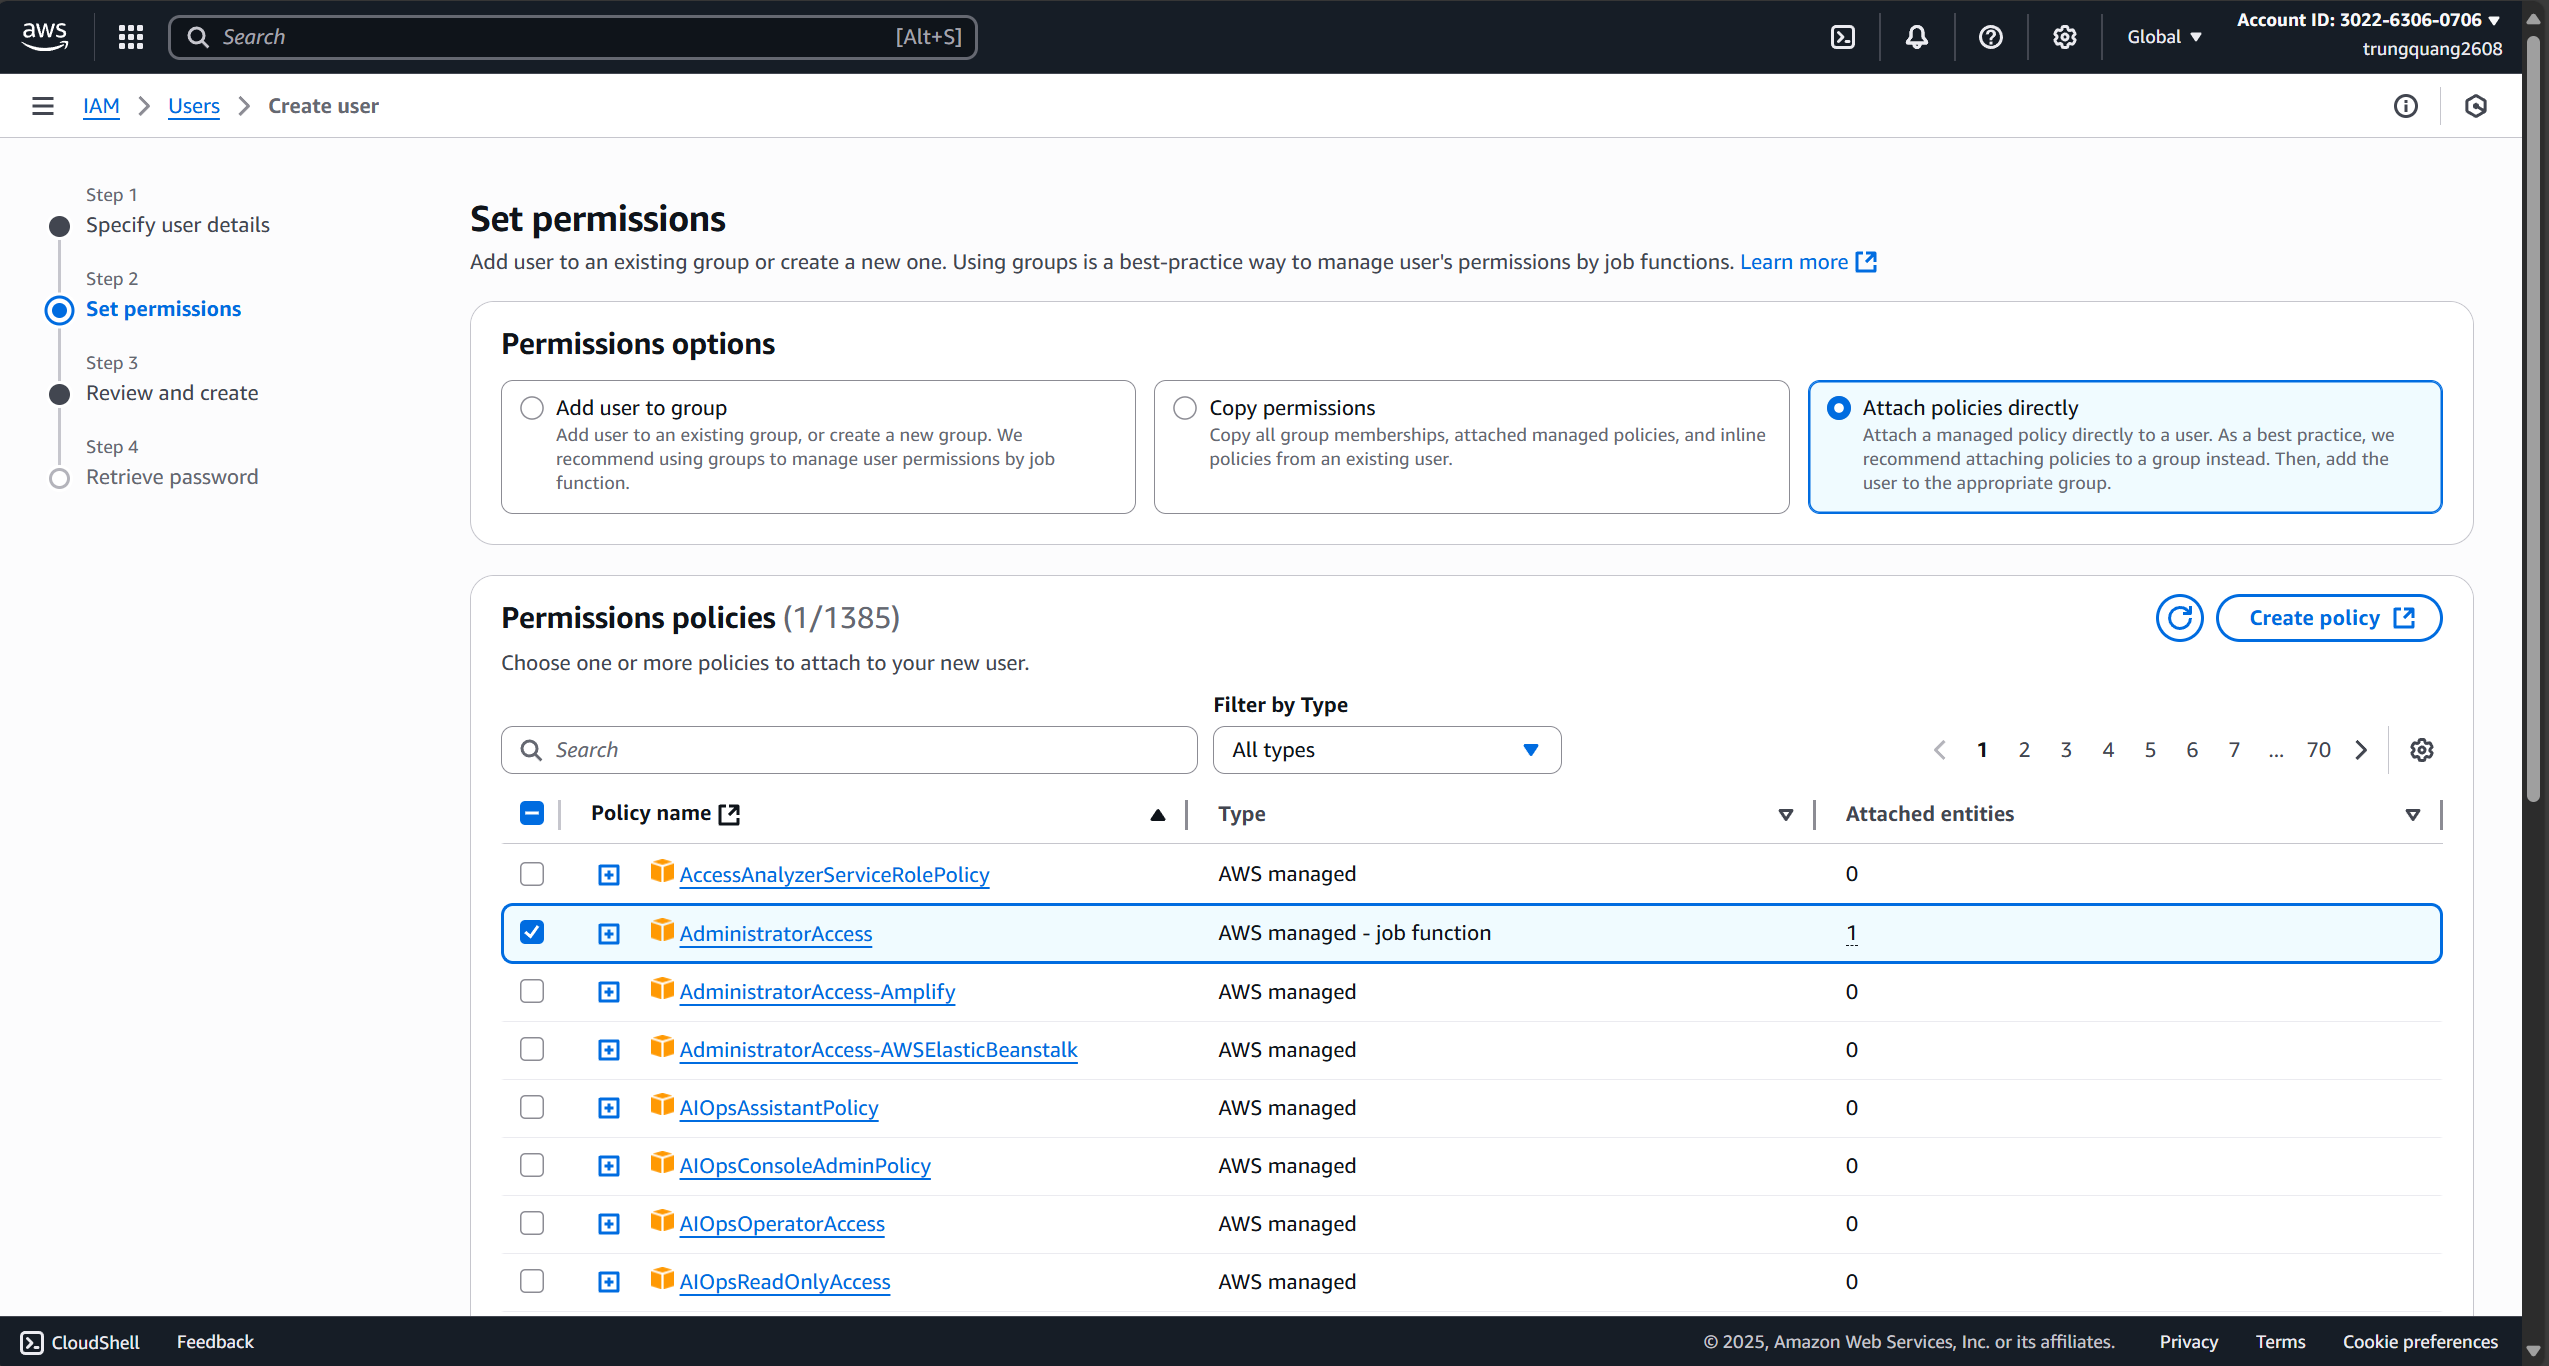 aws
Search
[Alt+S]
Global
Account ID: 3022-6306-0706
trungquang2608
IAM
Users
Create user
Step 1
Specify user details
Step 2
Set permissions
Step 3
Review and create
Step 4
Retrieve password
Set permissions
Add user to an existing group or create a new one. Using groups is a best-practice way to manage user's permissions by job functions. Learn more
Permissions options
Add user to group
Add user to an existing group, or create a new group. We
recommend using groups to manage user permissions by job
function.
Copy permissions
Copy all group memberships, attached managed policies, and inline
policies from an existing user.
Attach policies directly
Attach a managed policy directly to a user. As a best practice, we
recommend attaching policies to a group instead. Then, add the
user to the appropriate group.
Permissions policies (1/1385)
Create policy
Choose one or more policies to attach to your new user.
Filter by Type
Search
All types
1 2 3 4 5 6 7 ... 70
Policy name Type Attached entities
AccessAnalyzerServiceRolePolicy AWS managed 0
AdministratorAccess AWS managed - job function 1
AdministratorAccess-Amplify AWS managed 0
AdministratorAccess-AWSElasticBeanstalk AWS managed 0
AIOpsAssistantPolicy AWS managed 0
AIOpsConsoleAdminPolicy AWS managed 0
AIOpsOperatorAccess AWS managed 0
AIOpsReadOnlyAccess AWS managed 0
CloudShell Feedback © 2025, Amazon Web Services, Inc. or its affiliates. Privacy Terms Cookie preferences